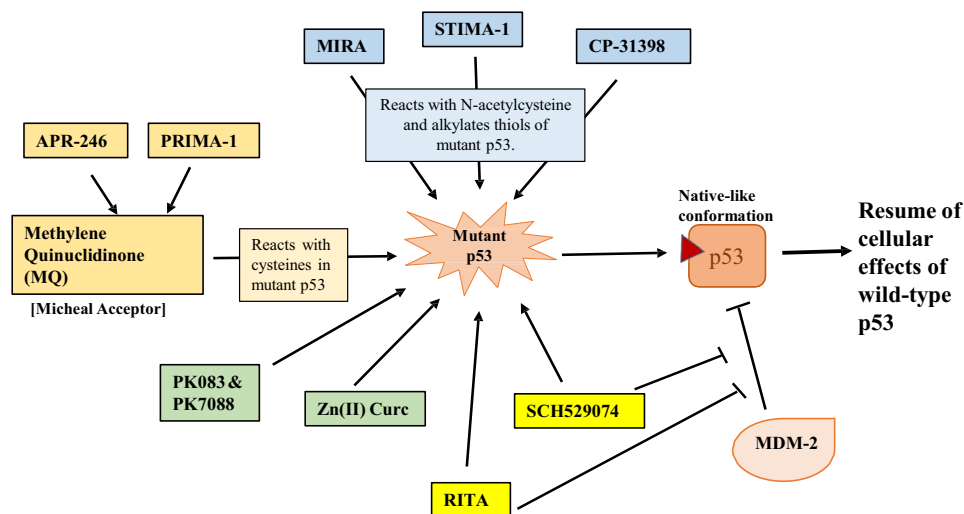 STIMA-1
MIRA
CP-31398
Reacts with N-acetylcysteine
and alkylates thiols of
mutant p53.
APR-246
PRIMA-1
Methylene
Quinuclidinone
(MQ)
[Micheal Acceptor]
Reacts with
cysteines in
mutant p53
Mutant
p53
Native-like
conformation
p53
Resume of
cellular
effects of
wild-type
p53
PK083 &
PK7088
Zn(II) Curc
SCH529074
MDM-2
RITA